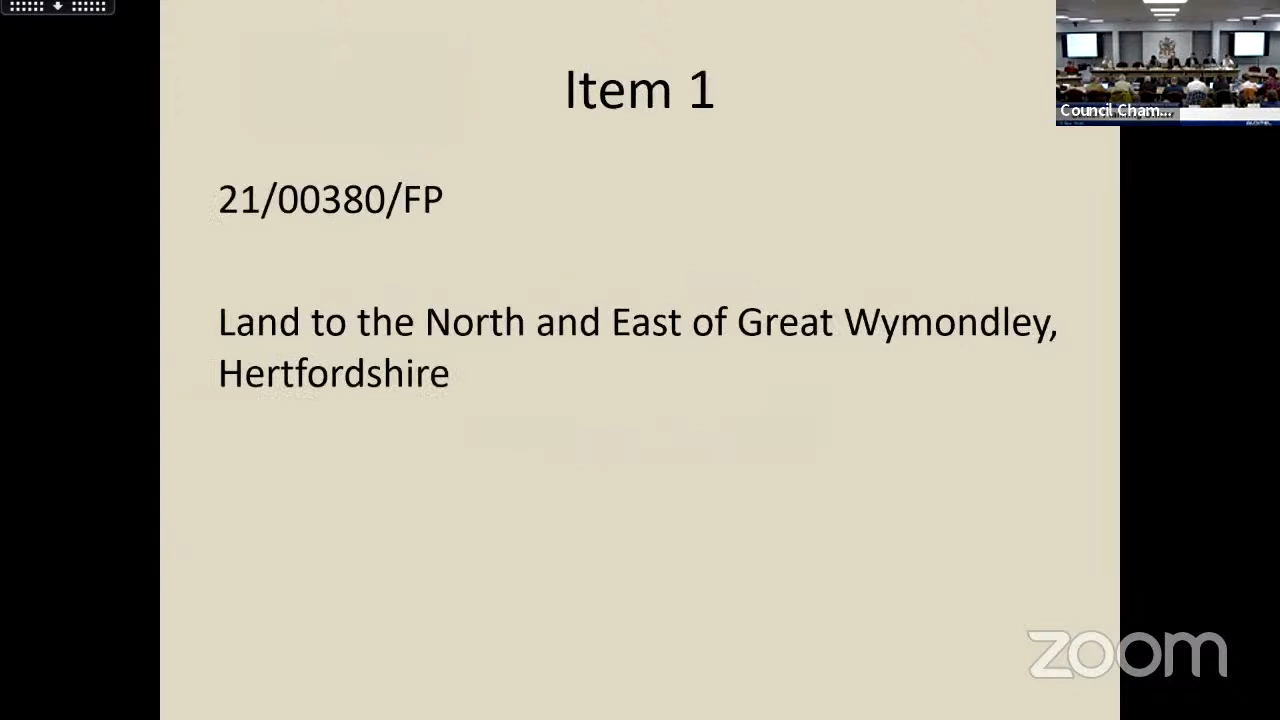 Item 1
Council Cham...
21/00380/FP
Land to the North and East of Great Wymondley,
Hertfordshire
zoom